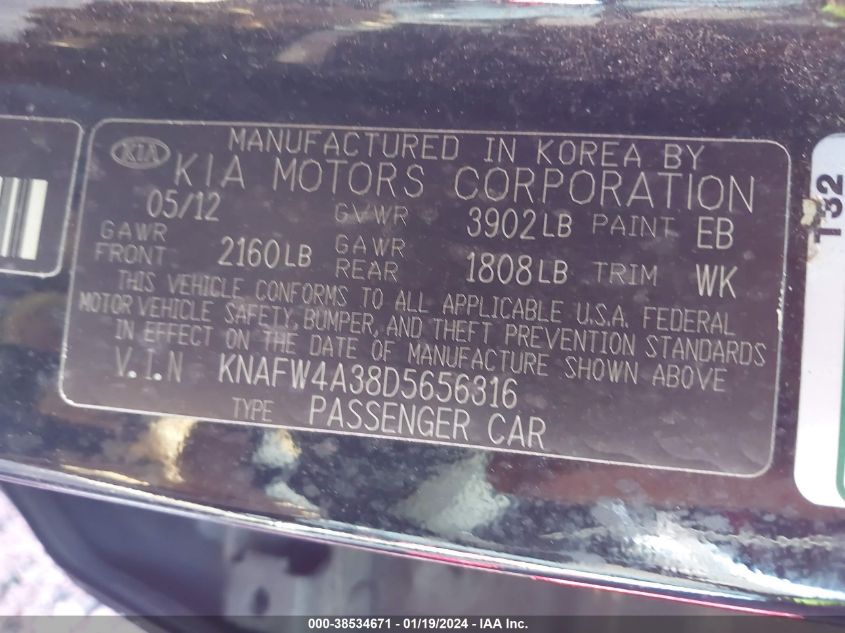 MANUFACTURED IN KOREA BY
KIA KIA MOTORS CORPORATION
05/12 GVWR 3902LB PAINT EB
GAWR FRONT 2160LB GAWR REAR 1808LB TRIM WK
THIS VEHICLE CONFORMS TO ALL APPLICABLE U.S.A. FEDERAL
MOTOR VEHICLE SAFETY, BUMPER, AND THEFT PREVENTION STANDARDS
IN EFFECT ON THE DATE OF MANUFACTURE SHOWN ABOVE
V.I.N KNAFW4A38D5656316
TYPE PASSENGER CAR
T32
000-38534671 - 01/19/2024 - IAA Inc.